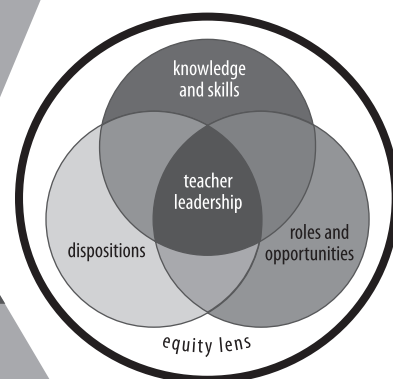 knowledge
and skills
teacher
leadership
dispositions
roles and
opportunities
equity lens